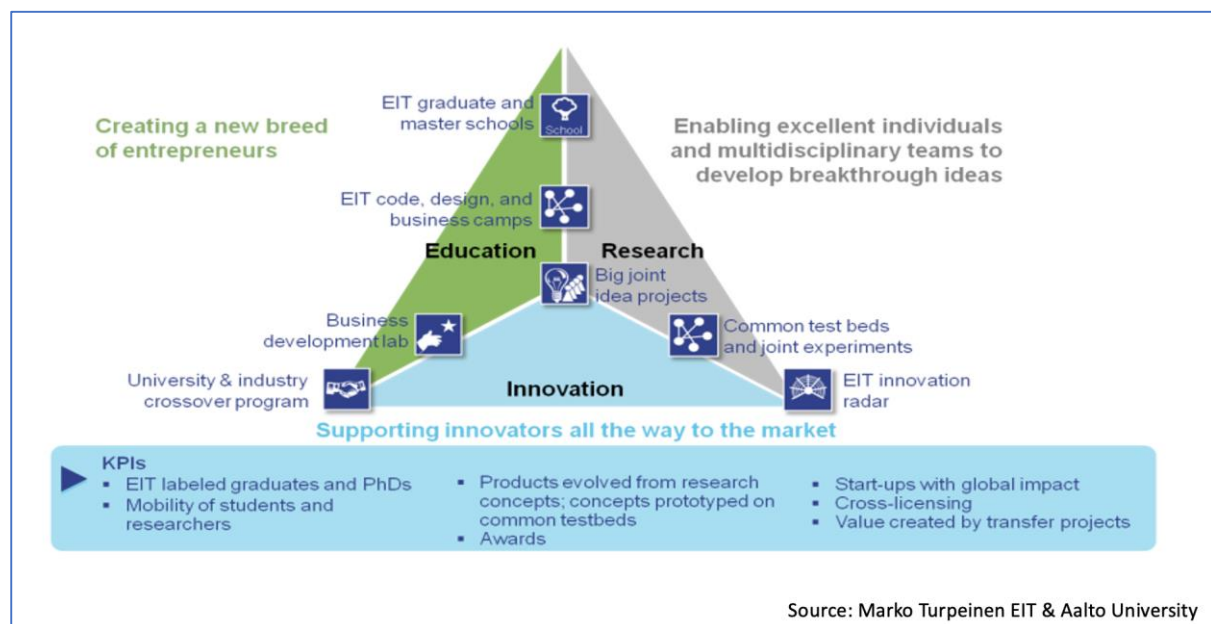 EIT graduate and
master schools
School
Creating a new breed
of entrepreneurs
Enabling excellent individuals
and multidisciplinary teams to
develop breakthrough ideas
EIT code, design, and
business camps
Education
Research
Big joint
idea projects
Business
development lab
Common test beds
and joint experiments
University & industry
crossover program
Innovation
EIT innovation
radar
Supporting innovators all the way to the market
KPIs
▪ EIT labeled graduates and PhDs
▪ Mobility of students and
researchers
▪ Products evolved from research
concepts; concepts prototyped on
common testbeds
▪ Awards
▪ Start-ups with global impact
▪ Cross-licensing
▪ Value created by transfer projects
Source: Marko Turpeinen EIT & Aalto University